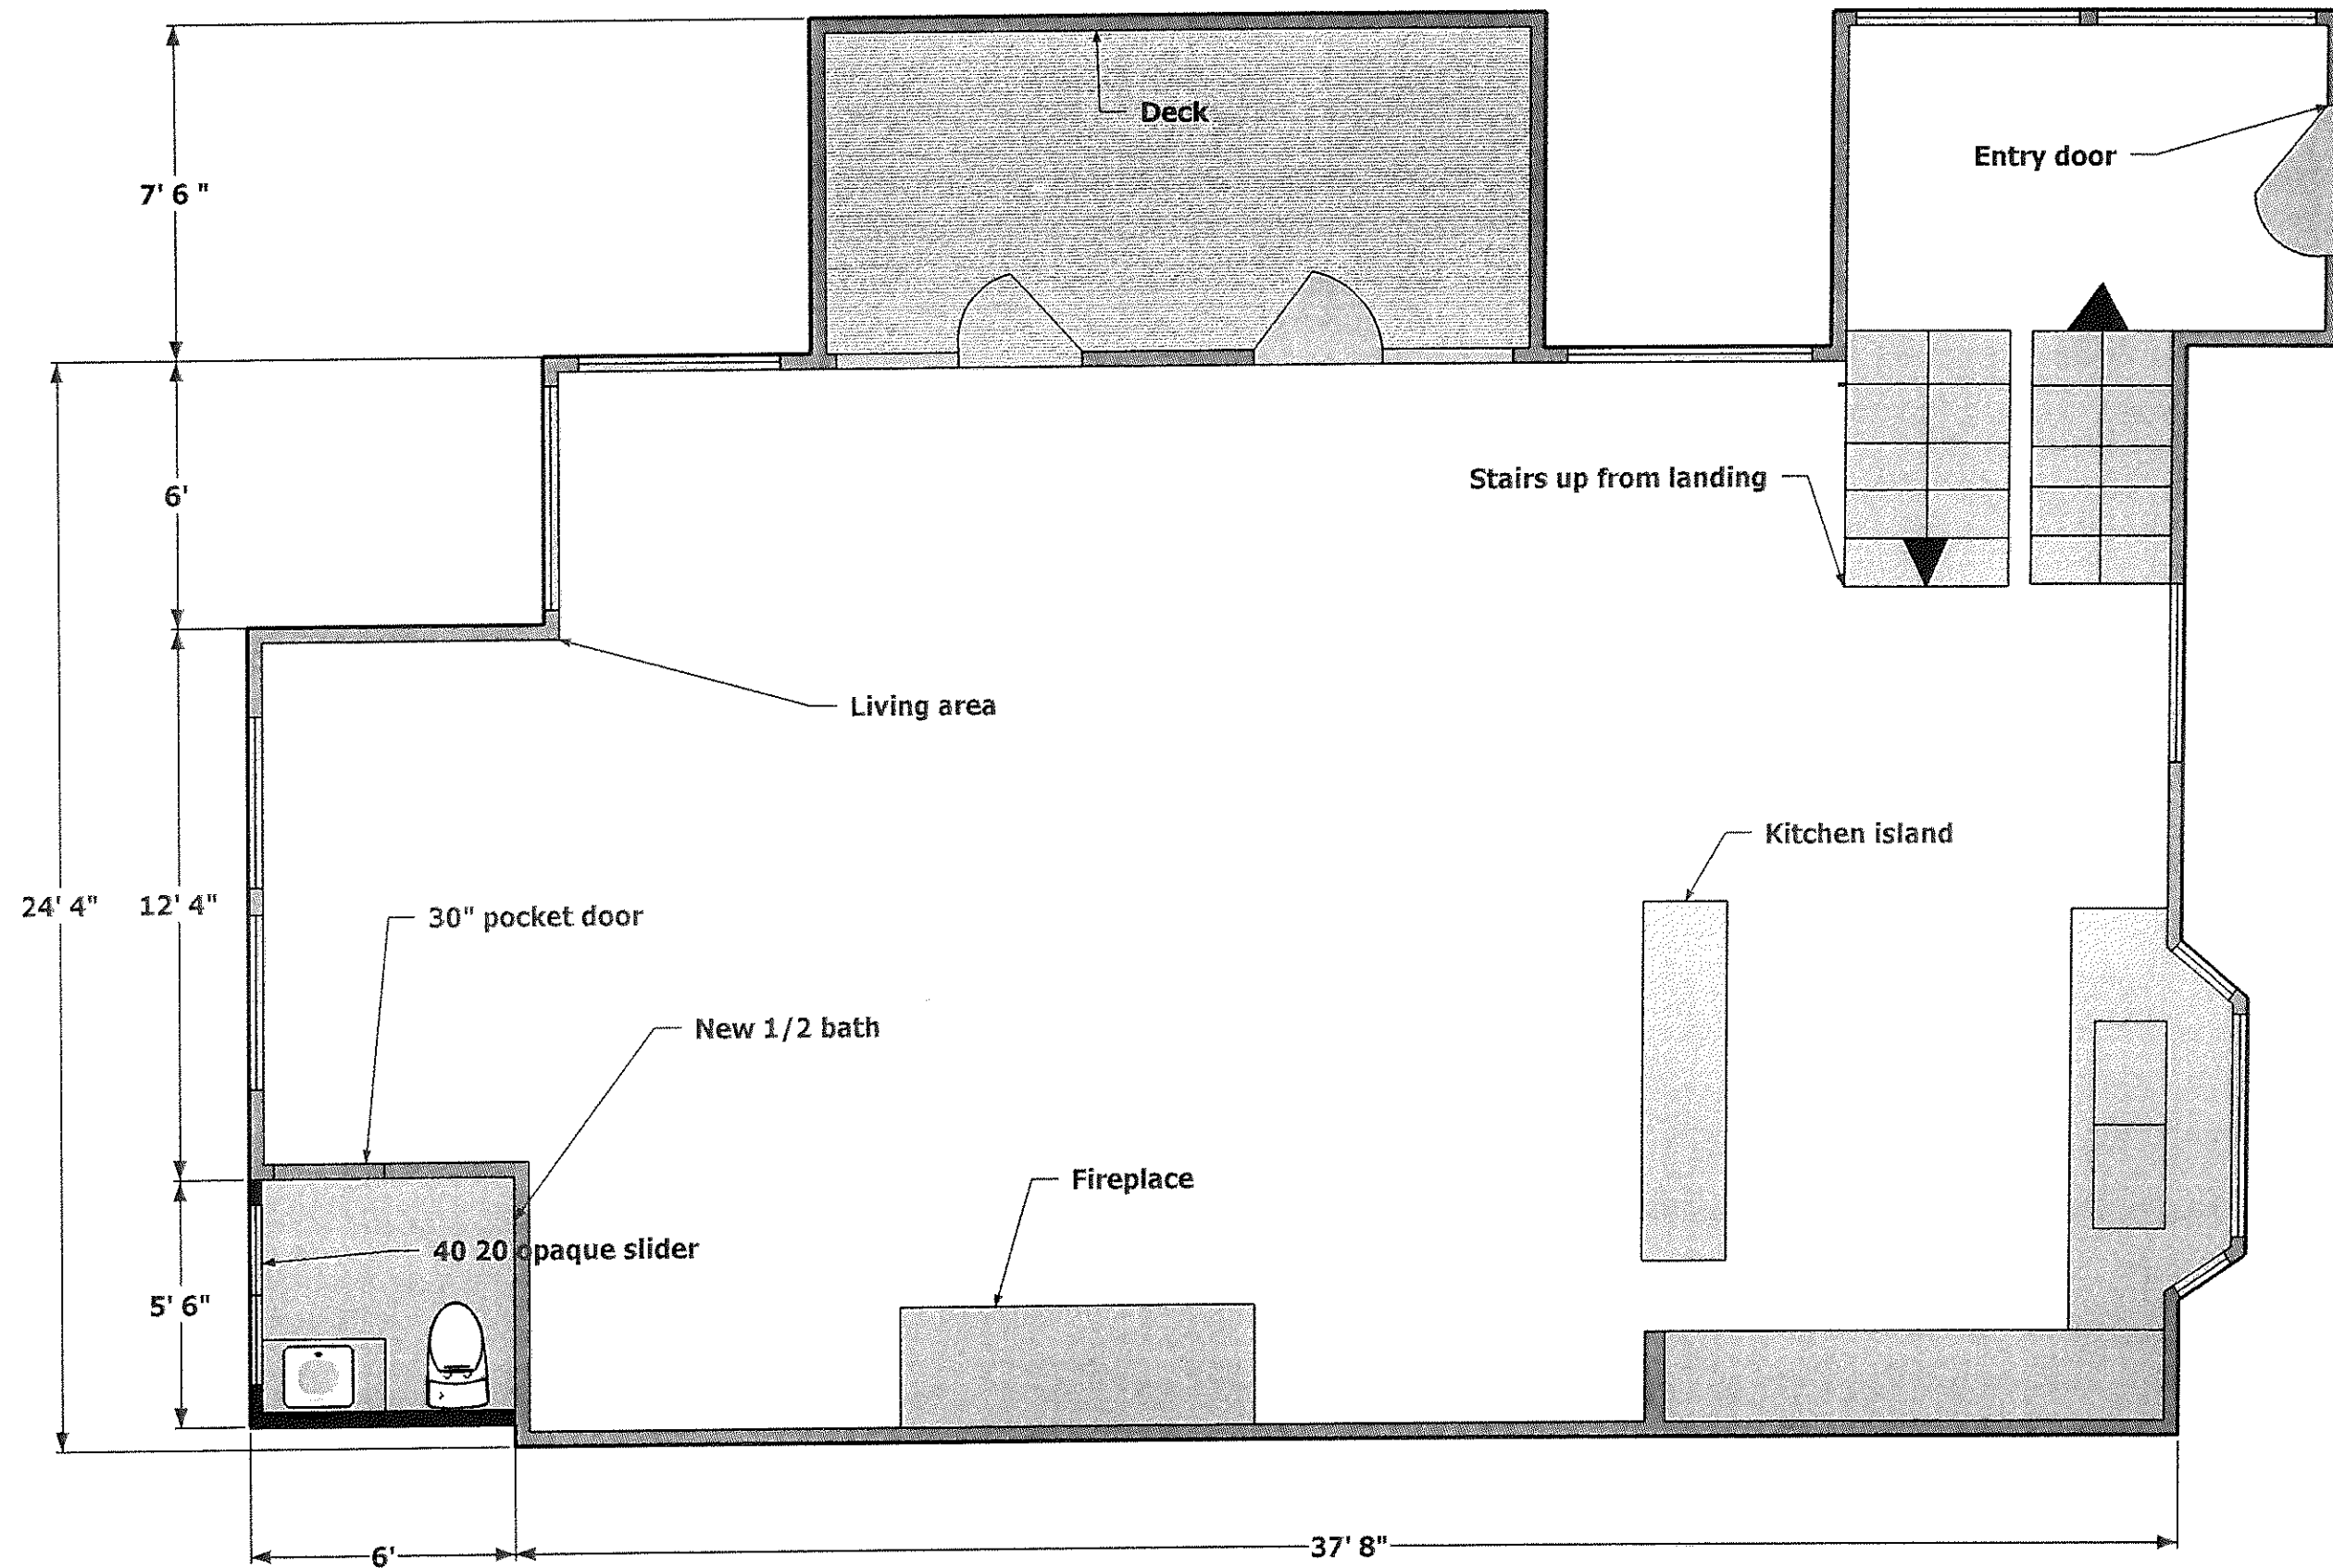 Deck
Entry door
7' 6 "
Stairs up from landing
6'
Living area
Kitchen island
24' 4"
12' 4"
30" pocket door
New 1/2 bath
Fireplace
40 20 opaque slider
5' 6"
6'
37' 8"